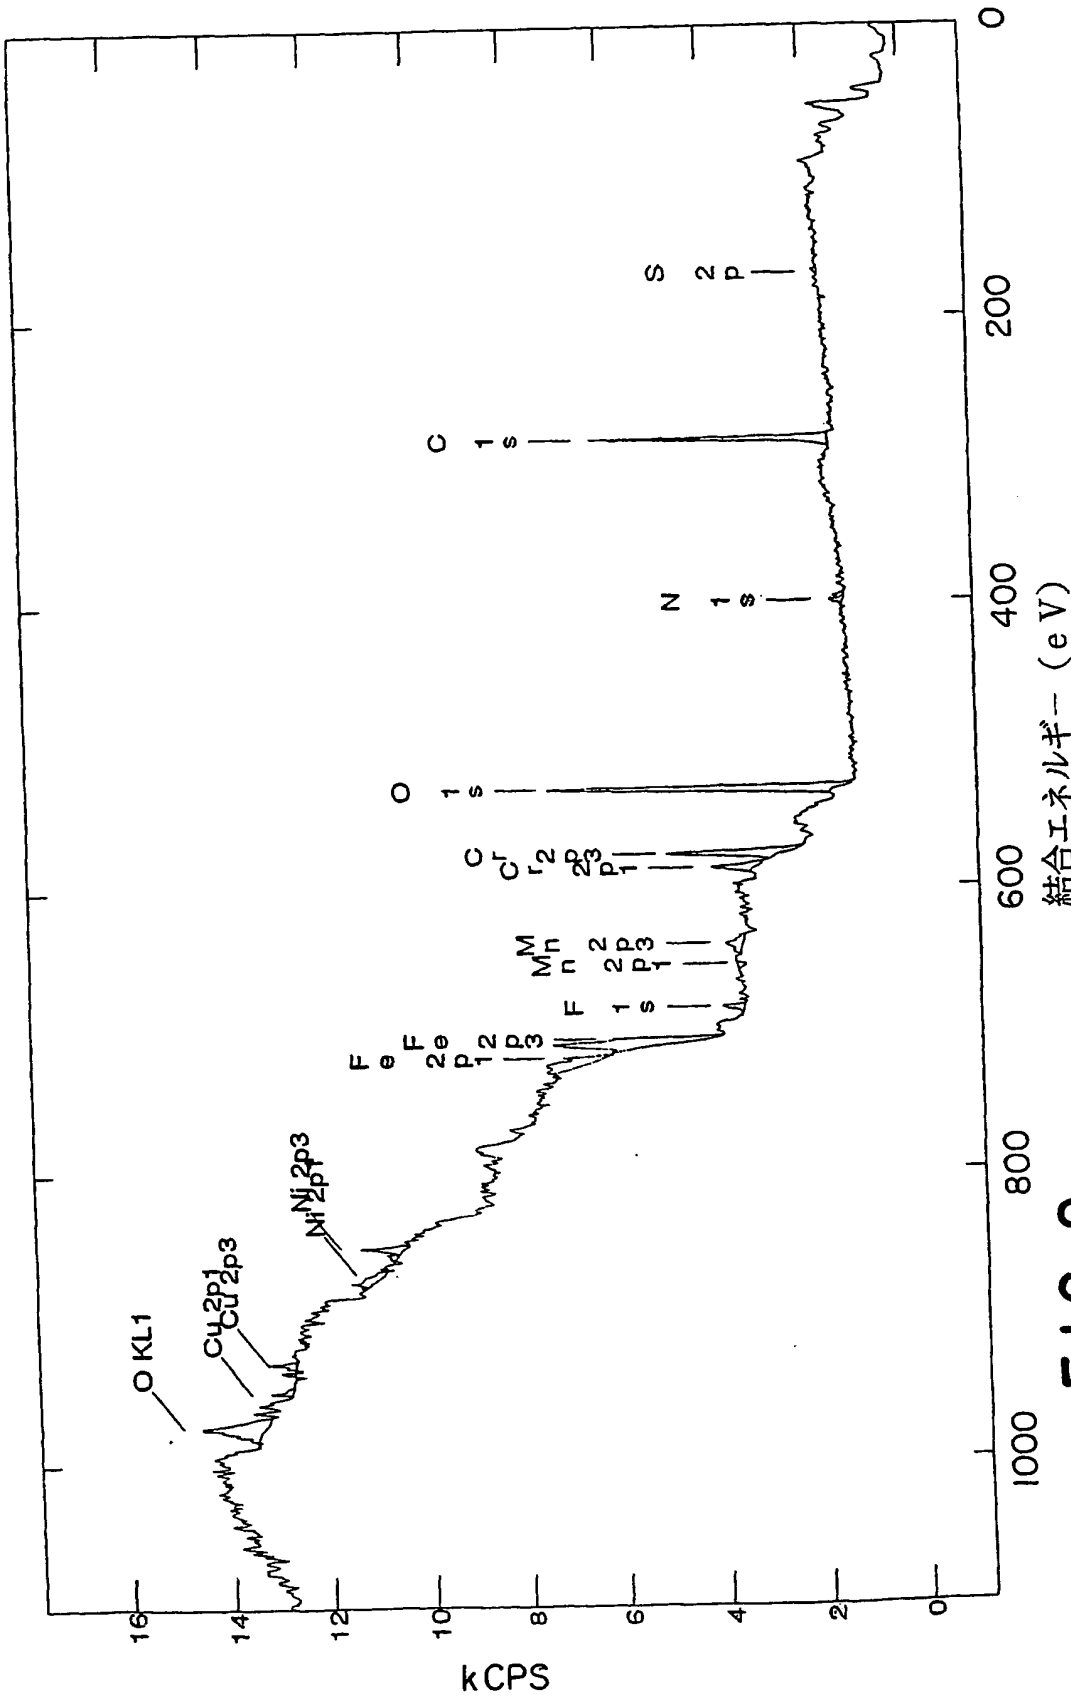 kCPS
16
14
12
10
8
6
4
2
0
O KL1
Cu 2p1
Cu 2p3
Ni 2p1
Ni 2p3
Fe 2p1
Fe 2p3
F 1s
Mn 2p1
Mn 2p3
Cr 2p1
Cr 2p3
O 1s
N 1s
C 1s
S 2p
1000
800
600
400
200
0
結合エネルギー (eV)